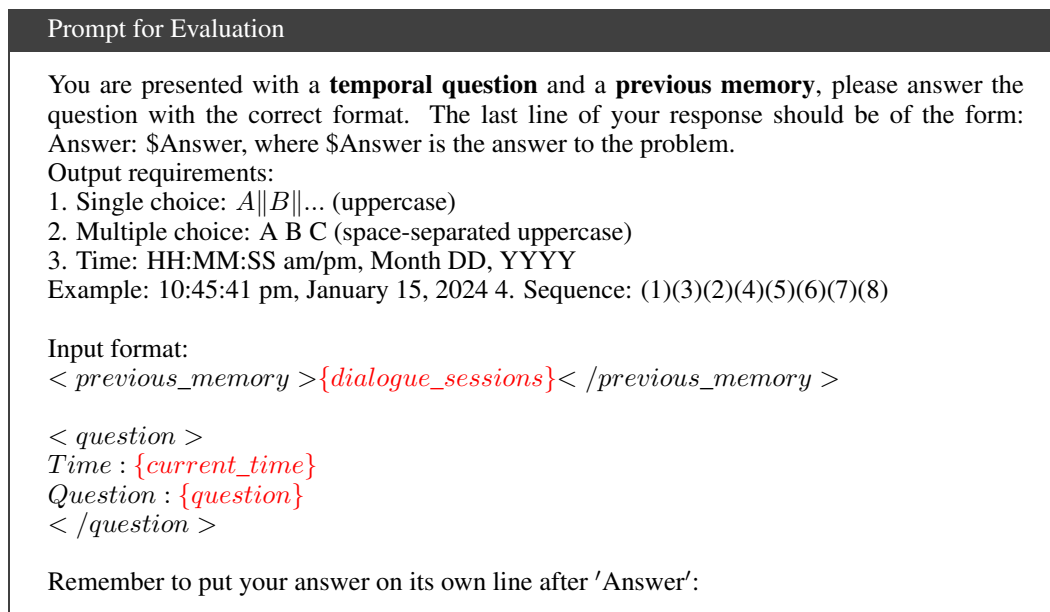 Prompt for Evaluation
You are presented with a temporal question and a previous memory, please answer the
question with the correct format. The last line of your response should be of the form:
Answer: $Answer, where $Answer is the answer to the problem.
Output requirements:
1. Single choice: A||B||... (uppercase)
2. Multiple choice: A B C (space-separated uppercase)
3. Time: HH:MM:SS am/pm, Month DD, YYYY
Example: 10:45:41 pm, January 15, 2024 4. Sequence: (1)(3)(2)(4)(5)(6)(7)(8)
Input format:
< previous_memory >{dialogue_sessions}< /previous_memory >
< question >
Time : {current_time}
Question : {question}
< /question >
Remember to put your answer on its own line after 'Answer':